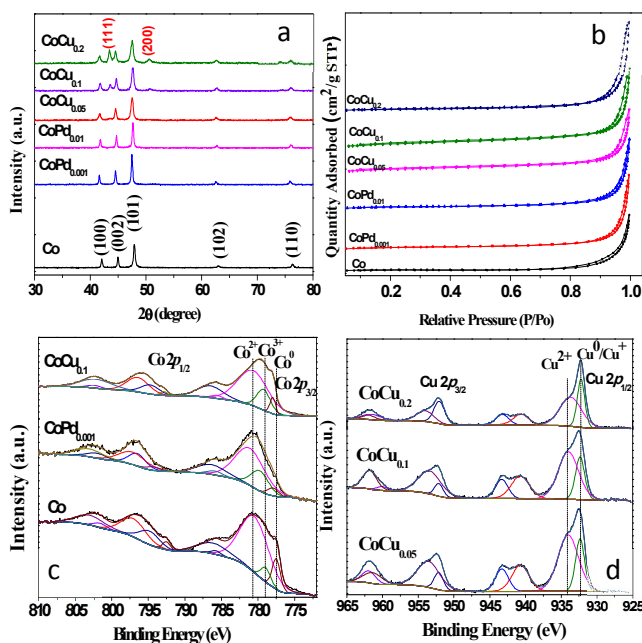 a
(111)
(200)
CoCu0.2
CoCu0.1
CoCu0.05
CoPd0.01
CoPd0.001
Co
(100)
(002)
(101)
(102)
(110)
Intensity (a.u.)
30 40 50 60 70 80
2θ (degree)
b
CoCu0.2
CoCu0.1
CoCu0.05
CoPd0.01
CoPd0.001
Co
Quantity Adsorbed (cm2/g STP)
0.2 0.4 0.6 0.8 1.0
Relative Pressure (P/Po)
Co2+ Co3+
Co0
Co 2p1/2
Co 2p3/2
CoCu0.1
CoPd0.001
Co
c
Intensity (a.u.)
810 805 800 795 790 785 780 775
Binding Energy (eV)
Cu2+ Cu0/Cu+
Cu 2p3/2
Cu 2p1/2
CoCu0.2
CoCu0.1
CoCu0.05
d
Intensity (a.u.)
965 960 955 950 945 940 935 930 925
Binding Energy (eV)